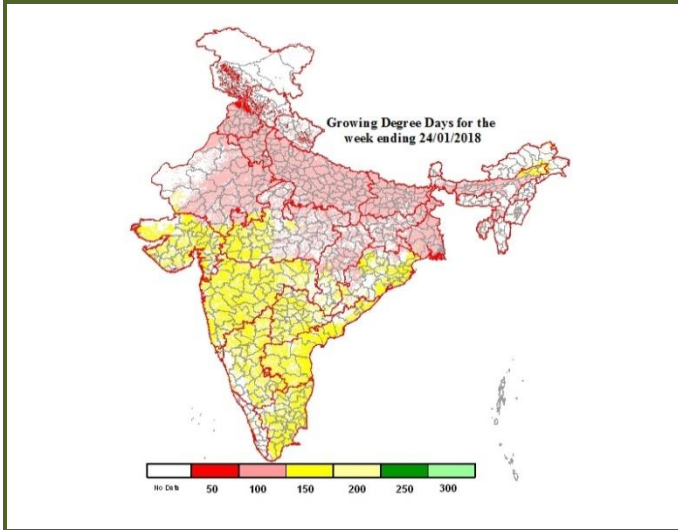 Growing Degree Days for the
week ending 24/01/2018
No Data 50 100 150 200 250 300